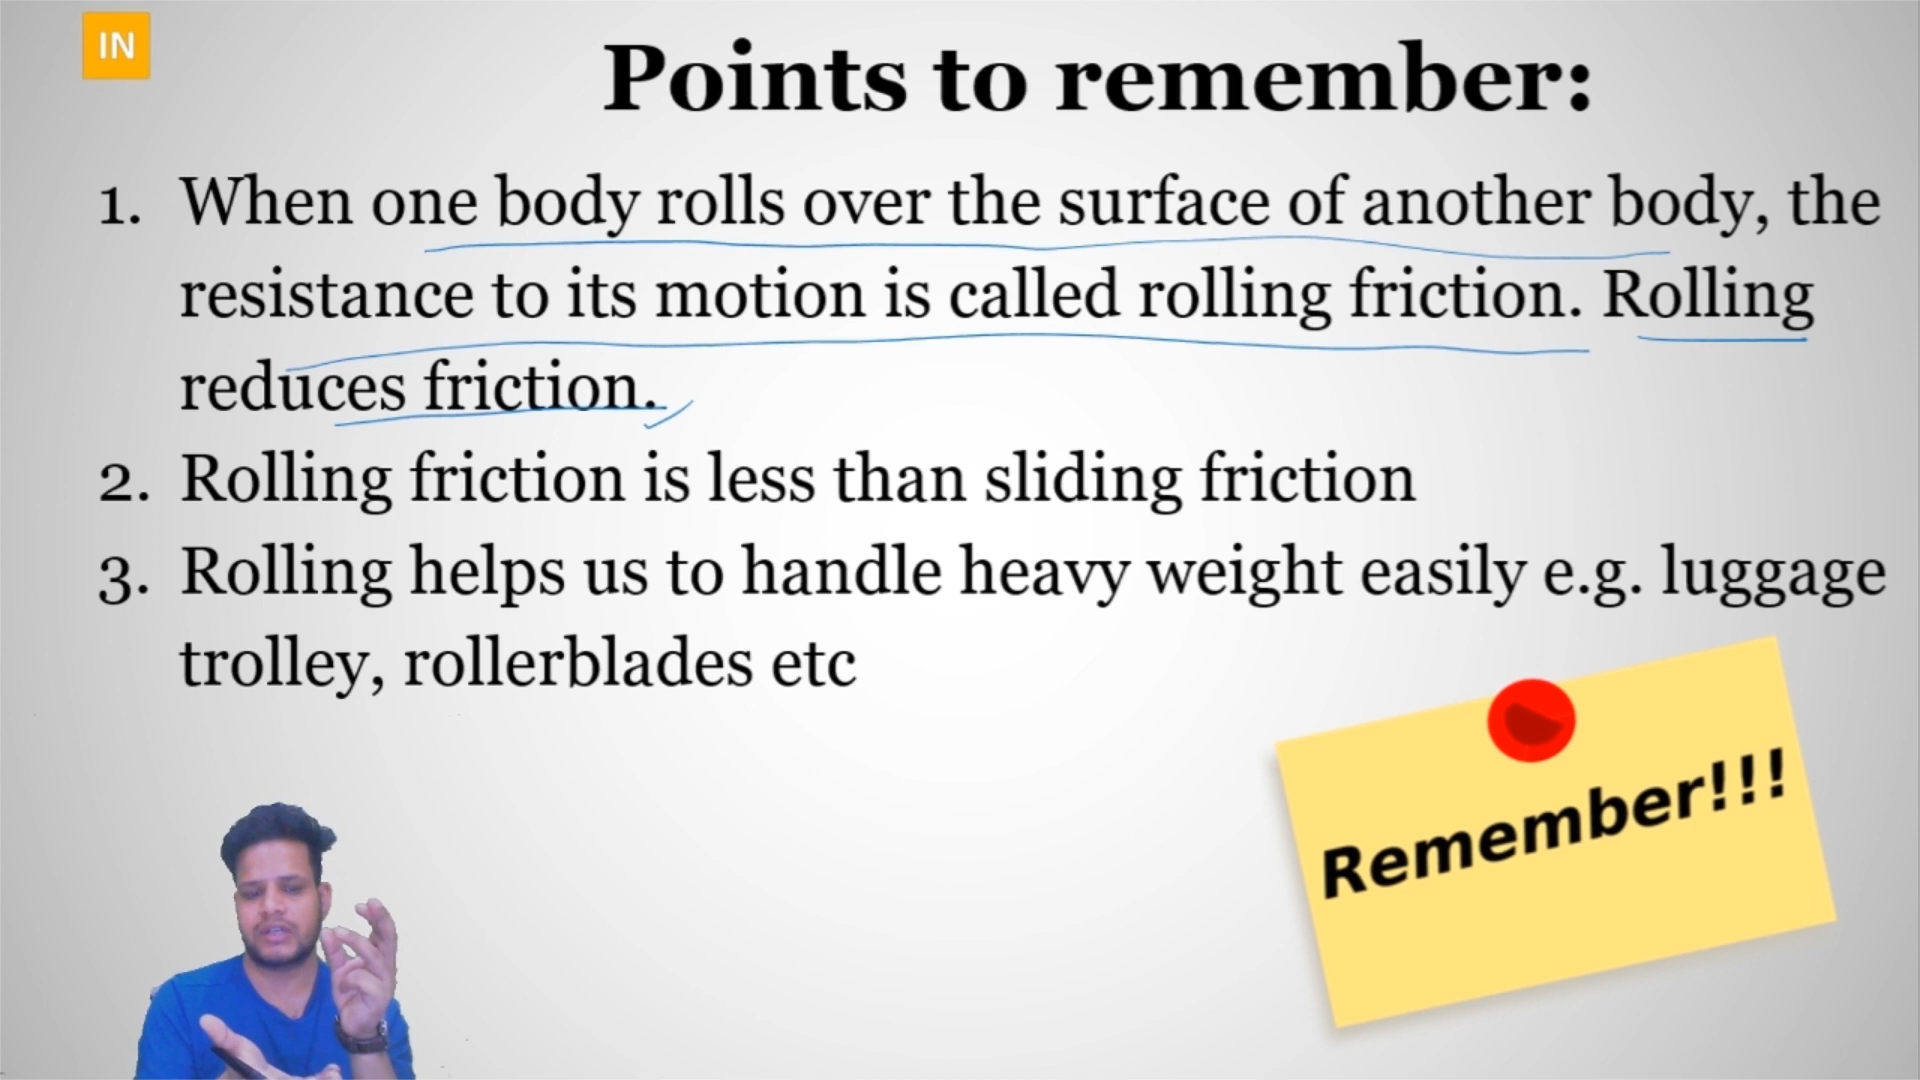 IN
Points to remember:
1. When one body rolls over the surface of another body, the
resistance to its motion is called rolling friction. Rolling
reduces friction.
2. Rolling friction is less than sliding friction
3. Rolling helps us to handle heavy weight easily e.g. luggage
trolley, rollerblades etc
Remember!!!